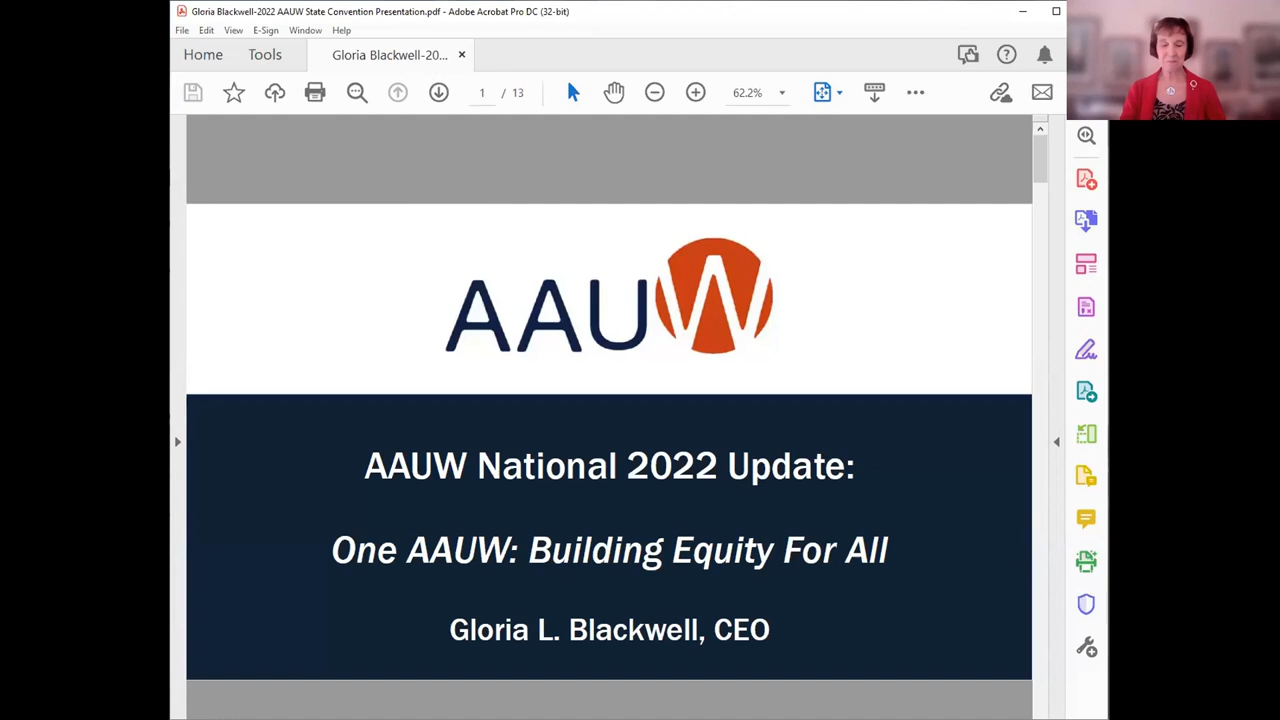 Gloria Blackwell-2022 AAUW State Convention Presentation.pdf - Adobe Acrobat Pro DC (32-bit)
File Edit View E-Sign Window Help
Home Tools Gloria Blackwell-20... ×
1 / 13 62.2%
AAUW
AAUW National 2022 Update:
One AAUW: Building Equity For All
Gloria L. Blackwell, CEO